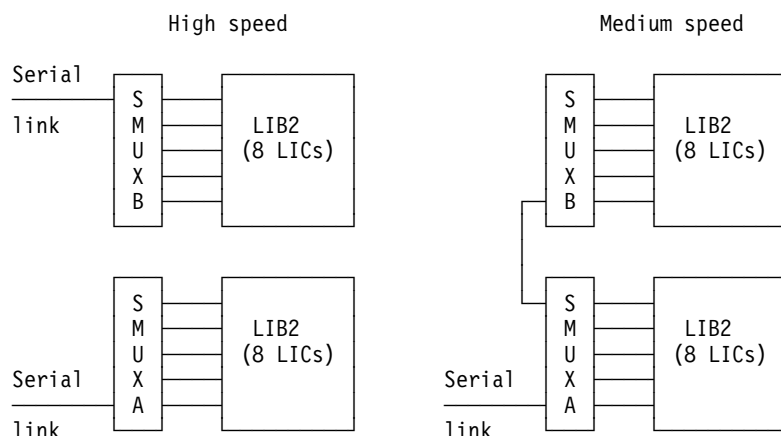 High speed
Medium speed
Serial
link
S
M
U
X
B
LIB2
(8 LICs)
S
M
U
X
B
LIB2
(8 LICs)
Serial
link
S
M
U
X
A
LIB2
(8 LICs)
Serial
link
S
M
U
X
A
LIB2
(8 LICs)